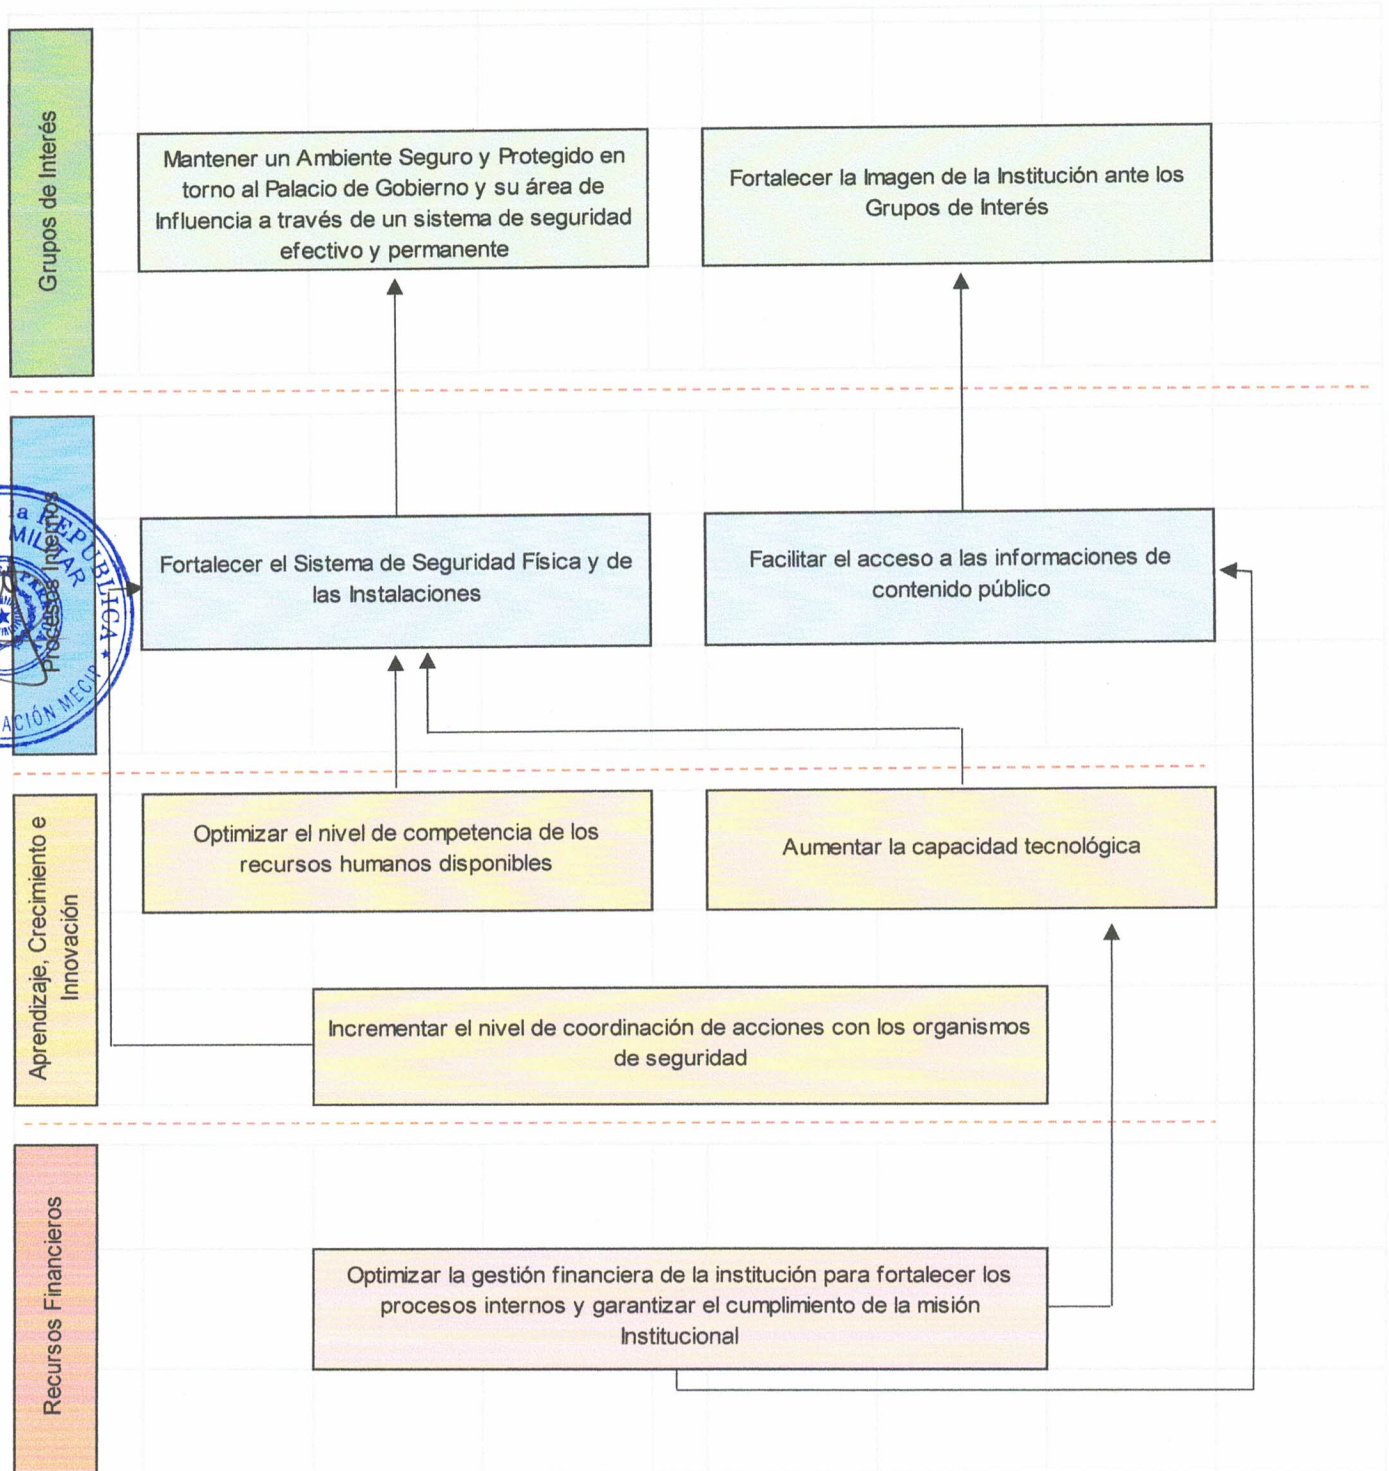 Grupos de Interés
Mantener un Ambiente Seguro y Protegido en
torno al Palacio de Gobierno y su área de
Influencia a través de un sistema de seguridad
efectivo y permanente
Fortalecer la Imagen de la Institución ante los
Grupos de Interés
Procesos Internos
a REPÚBLICA
MILITAR
ACIÓN MECIP
Fortalecer el Sistema de Seguridad Física y de
las Instalaciones
Facilitar el acceso a las informaciones de
contenido público
Aprendizaje, Crecimiento e
Innovación
Optimizar el nivel de competencia de los
recursos humanos disponibles
Aumentar la capacidad tecnológica
Incrementar el nivel de coordinación de acciones con los organismos
de seguridad
Recursos Financieros
Optimizar la gestión financiera de la institución para fortalecer los
procesos internos y garantizar el cumplimiento de la misión
Institucional